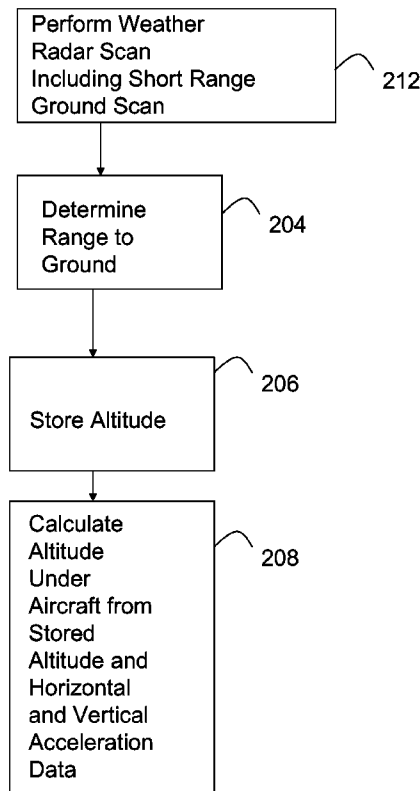 Perform Weather
Radar Scan
Including Short Range
Ground Scan
212
Determine
Range to
Ground
204
Store Altitude
206
Calculate
Altitude
Under
Aircraft from
Stored
Altitude and
Horizontal
and Vertical
Acceleration
Data
208